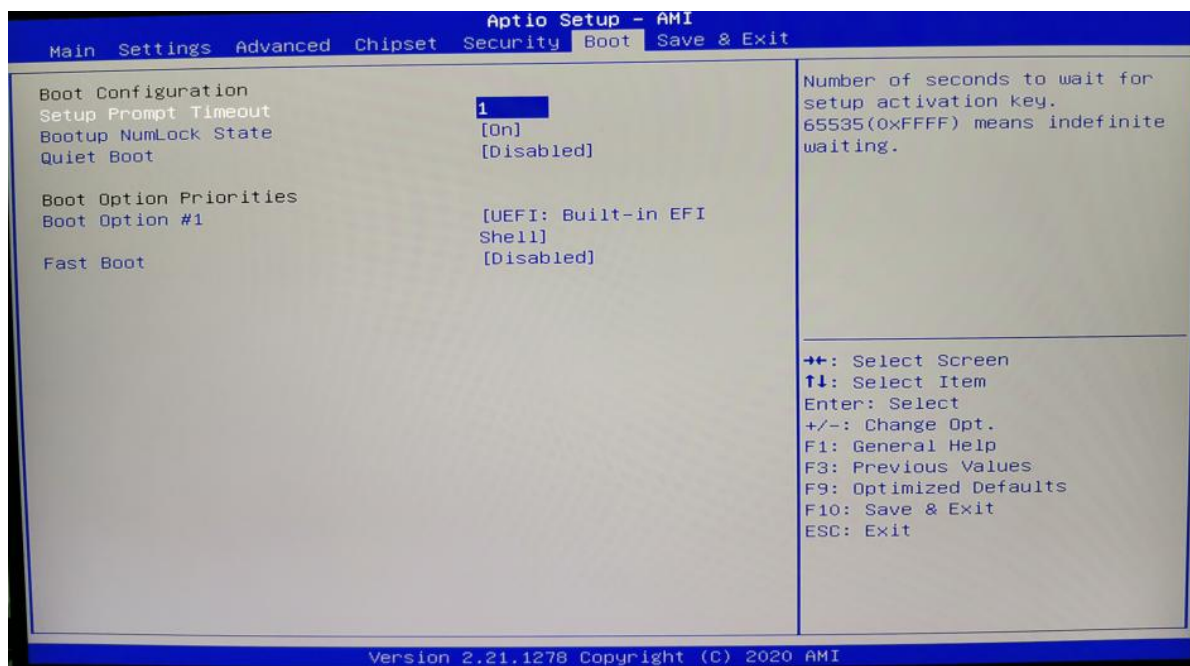 Aptio Setup – AMI
Main Settings Advanced Chipset Security Boot Save & Exit
Boot Configuration
Setup Prompt Timeout 1
Bootup NumLock State [On]
Quiet Boot [Disabled]
Boot Option Priorities
Boot Option #1 [UEFI: Built-in EFI
Shell]
Fast Boot [Disabled]
Number of seconds to wait for
setup activation key.
65535(0xFFFF) means indefinite
waiting.
→←: Select Screen
↑↓: Select Item
Enter: Select
+/-: Change Opt.
F1: General Help
F3: Previous Values
F9: Optimized Defaults
F10: Save & Exit
ESC: Exit
Version 2.21.1278 Copyright (C) 2020 AMI